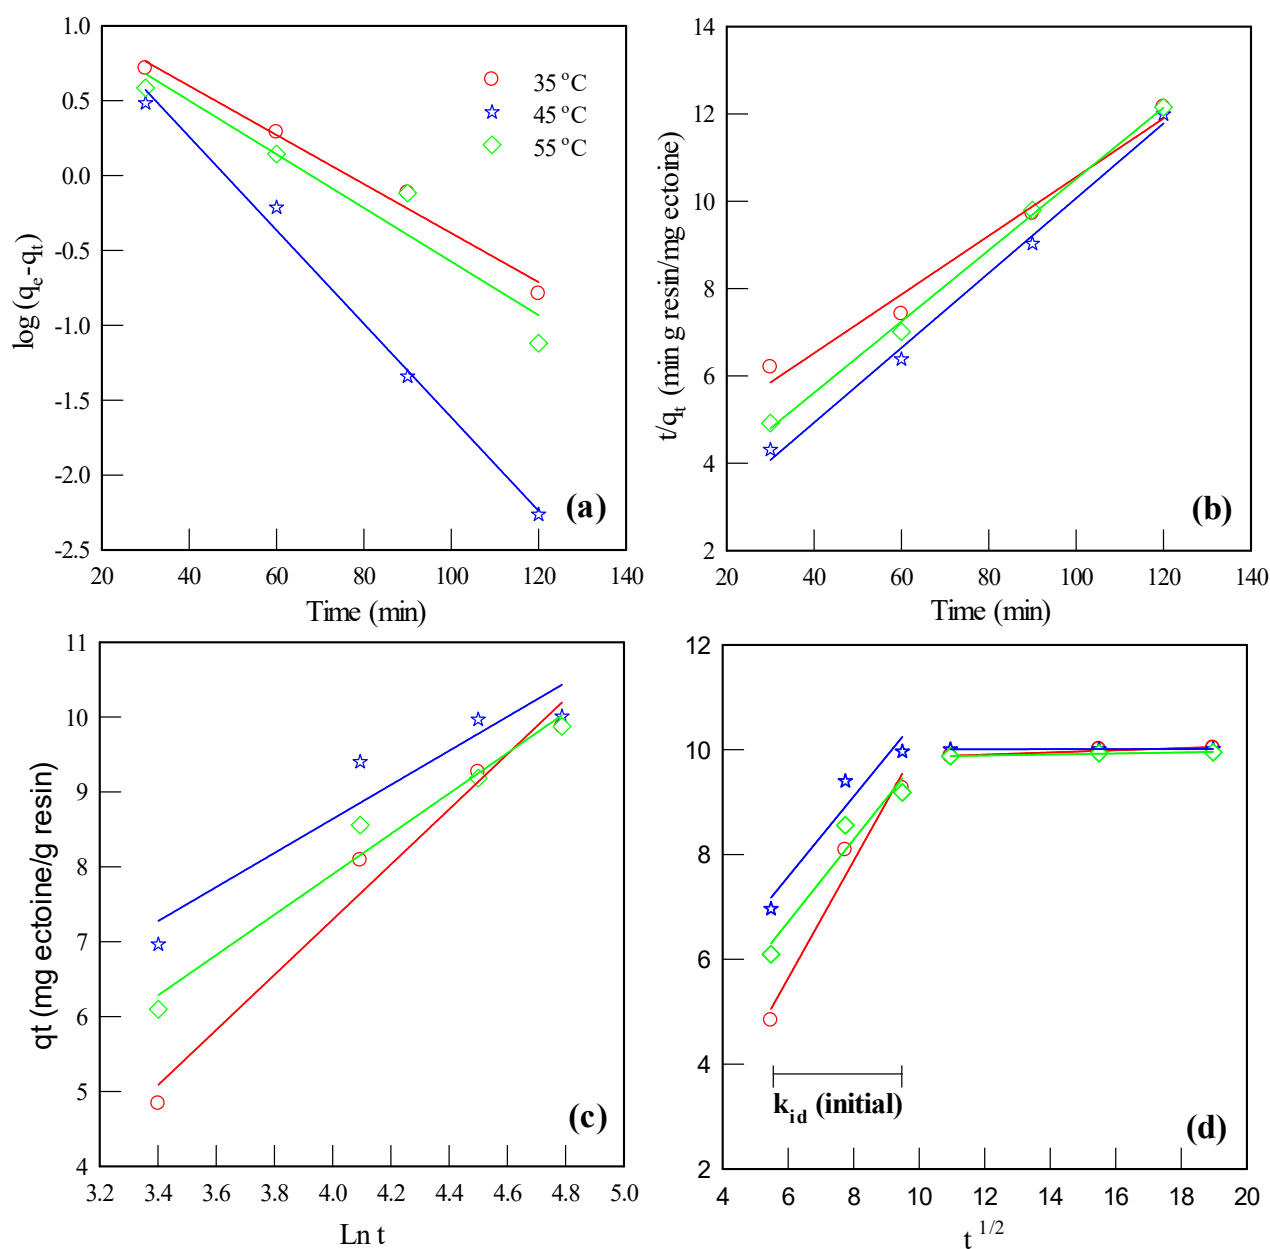 1.0
0.5
0.0
-0.5
-1.0
-1.5
-2.0
-2.5
log (qe-qt)
35 °C
45 °C
55 °C
(a)
20 40 60 80 100 120 140
Time (min)
14
12
10
8
6
4
2
t/qt (min g resin/mg ectoine)
(b)
20 40 60 80 100 120 140
Time (min)
11
10
9
8
7
6
5
4
qt (mg ectoine/g resin)
(c)
3.2 3.4 3.6 3.8 4.0 4.2 4.4 4.6 4.8 5.0
Ln t
12
10
8
6
4
2
kid (initial)
(d)
4 6 8 10 12 14 16 18 20
t 1/2